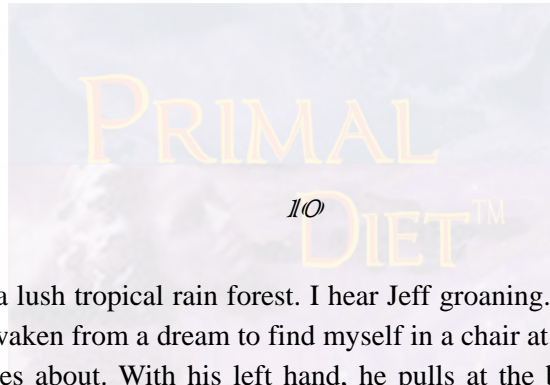 PRIMAL
10
DIET™
a lush tropical rain forest. I hear Jeff groaning.
waken from a dream to find myself in a chair at
es about. With his left hand, he pulls at the